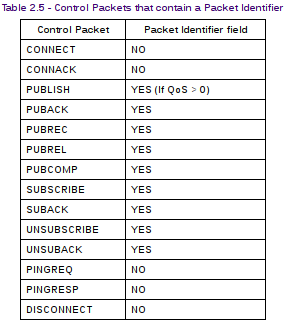 Table 2.5 - Control Packets that contain a Packet Identifier
Control Packet Packet Identifier field
CONNECT NO
CONNACK NO
PUBLISH YES (If QoS > 0)
PUBACK YES
PUBREC YES
PUBREL YES
PUBCOMP YES
SUBSCRIBE YES
SUBACK YES
UNSUBSCRIBE YES
UNSUBACK YES
PINGREQ NO
PINGRESP NO
DISCONNECT NO